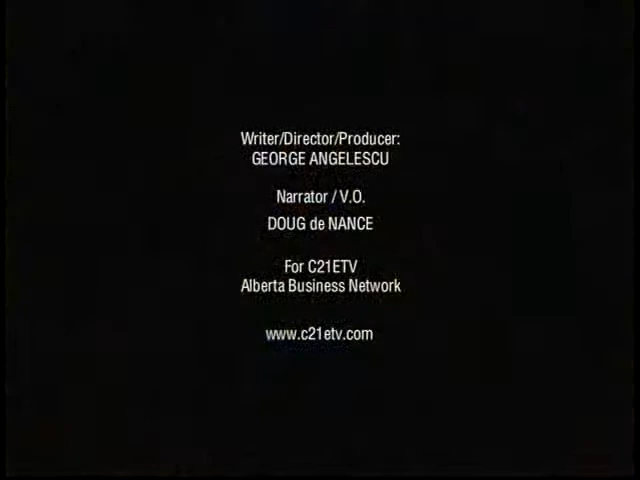 Writer/Director/Producer:
GEORGE ANGELESCU
Narrator / V.O.
DOUG de NANCE
For C21ETV
Alberta Business Network
www.c21etv.com